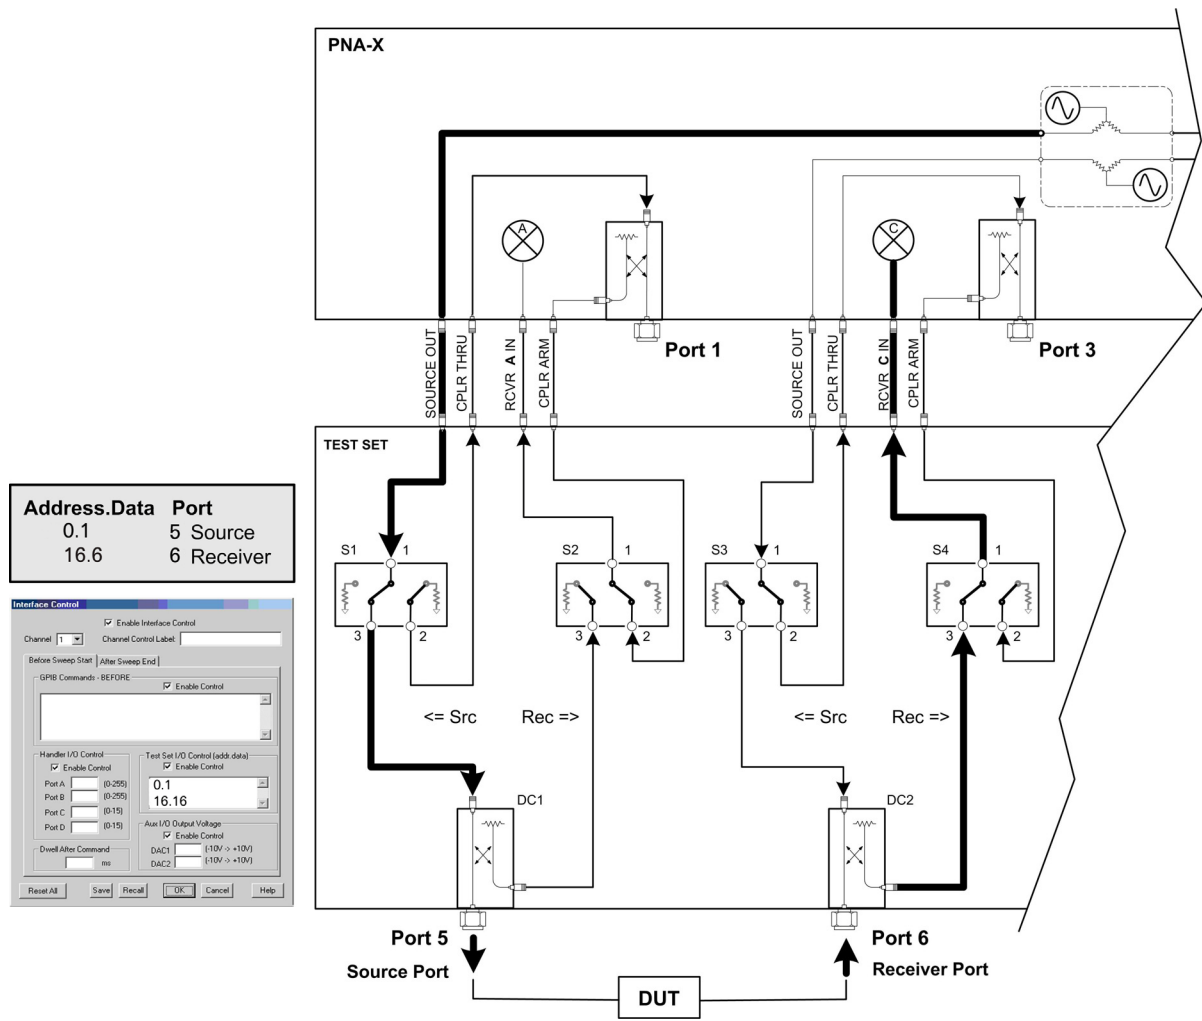 PNA-X
A
C
Port 1
Port 3
SOURCE OUT
CPLR THRU
RCVR A IN
CPLR ARM
SOURCE OUT
CPLR THRU
RCVR C IN
CPLR ARM
TEST SET
Address.Data Port
0.1 5 Source
16.6 6 Receiver
S1 1
3 2
S2 1
3 2
S3 1
3 2
S4 1
3 2
<= Src Rec =>
<= Src Rec =>
DC1
DC2
Interface Control
Enable Interface Control
Channel 1 Channel Control Label:
Before Sweep Start After Sweep End
GPIB Commands - BEFORE
Enable Control
Handler I/O Control
Enable Control
Port A (0-255)
Port B (0-255)
Port C (0-15)
Port D (0-15)
Test Set I/O Control (addr.data)
Enable Control
0.1
16.16
Aux I/O Output Voltage
Enable Control
DAC1 (-10V -> +10V)
DAC2 (-10V -> +10V)
Dwell After Command
ms
Reset All Save Recall OK Cancel Help
Port 5
Source Port
Port 6
Receiver Port
DUT